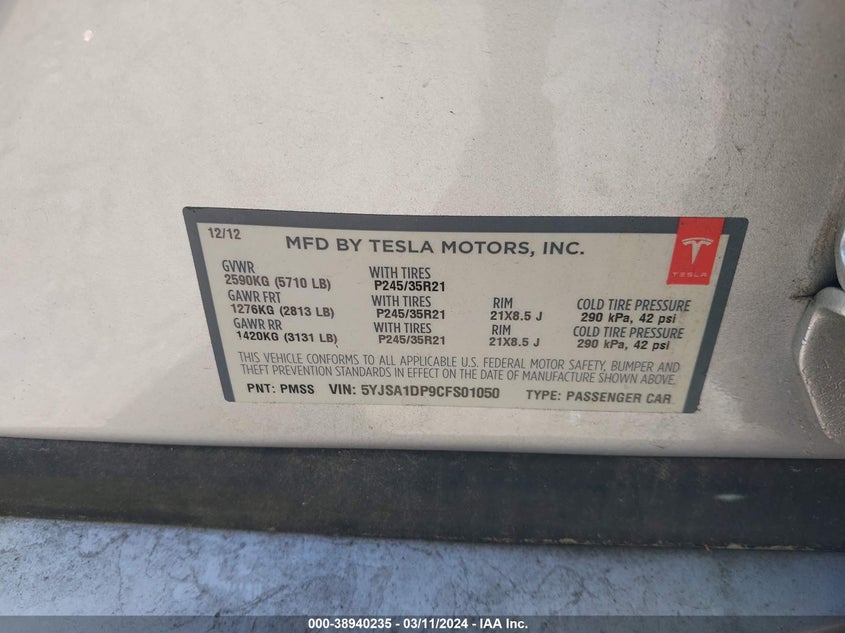 12/12
MFD BY TESLA MOTORS, INC.
TESLA
GVWR
2590KG (5710 LB)
WITH TIRES
P245/35R21
GAWR FRT
1276KG (2813 LB)
WITH TIRES
P245/35R21
RIM
21X8.5 J
COLD TIRE PRESSURE
290 kPa, 42 psi
GAWR RR
1420KG (3131 LB)
WITH TIRES
P245/35R21
RIM
21X8.5 J
COLD TIRE PRESSURE
290 kPa, 42 psi
THIS VEHICLE CONFORMS TO ALL APPLICABLE U.S. FEDERAL MOTOR SAFETY, BUMPER AND
THEFT PREVENTION STANDARDS IN EFFECT ON THE DATE OF MANUFACTURE SHOWN ABOVE.
PNT: PMSS VIN: 5YJSA1DP9CFS01050 TYPE: PASSENGER CAR
000-38940235 - 03/11/2024 - IAA Inc.